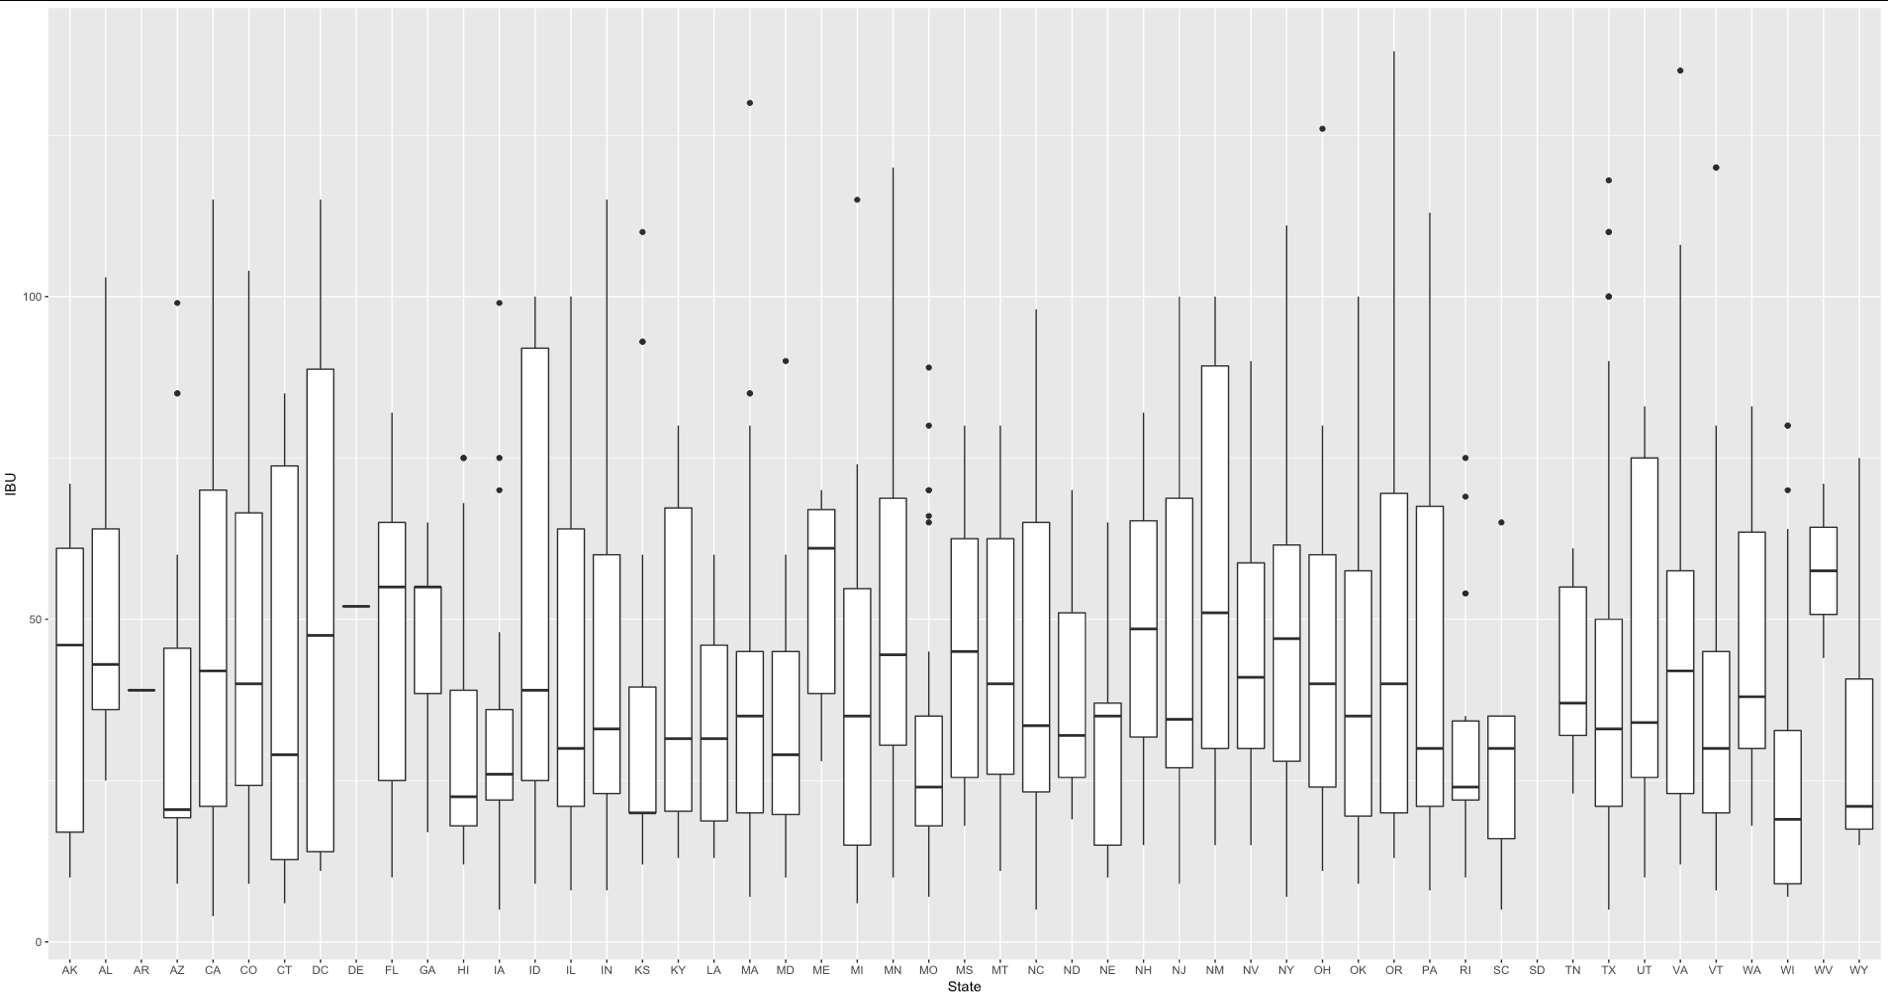 IBU
100
50
0
AK AL AR AZ CA CO CT DC DE FL GA HI IA ID IL IN KS KY LA MA MD ME MI MN MO MS MT NC ND NE NH NJ NM NV NY OH OK OR PA RI SC SD TN TX UT VA VT WA WI WV WY
State